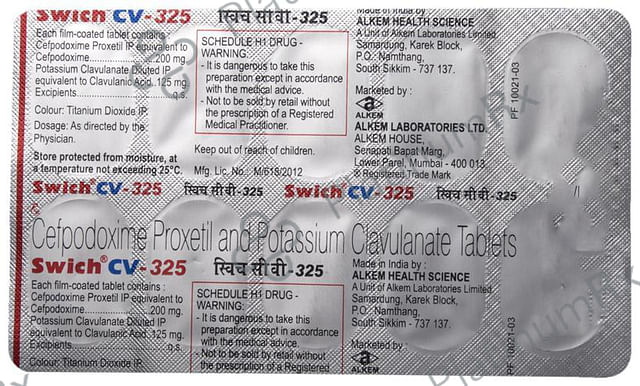 Swich® CV-325 स्विच सी वी -325
Each film-coated tablet contains :
Cefpodoxime Proxetil IP equivalent to
Cefpodoxime..............200 mg.
Potassium Clavulanate Diluted IP
equivalent to Clavulanic Acid 125 mg.
Excipients....................q.s.
Colour: Titanium Dioxide IP.
Dosage: As directed by the
Physician.
Store protected from moisture, at
a temperature not exceeding 25°C.
SCHEDULE H1 DRUG -
WARNING:
- It is dangerous to take this
preparation except in accordance
with the medical advice.
- Not to be sold by retail without
the prescription of a Registered
Medical Practitioner.
Keep out of reach of children.
Mfg. Lic. No.: M/618/2012
Made in India by
ALKEM HEALTH SCIENCE
A Unit of Alkem Laboratories Limited.
Samardung, Karek Block,
P.O.: Namthang,
South Sikkim - 737 137.
Marketed by :
ALKEM
ALKEM LABORATORIES LTD.
ALKEM HOUSE,
Senapati Bapat Marg,
Lower Parel, Mumbai - 400 013.
® Registered Trade Mark
PF 10021-03
Swich® CV-325 स्विच सी वी -325 Swich® CV-325 स्विच सी वी -325
Cefpodoxime Proxetil and Potassium Clavulanate Tablets
Swich® CV-325 स्विच सी वी -325
Each film-coated tablet contains :
Cefpodoxime Proxetil IP equivalent to
Cefpodoxime..............200 mg.
Potassium Clavulanate Diluted IP
equivalent to Clavulanic Acid 125 mg.
Excipients....................q.s.
Colour: Titanium Dioxide IP.
SCHEDULE H1 DRUG -
WARNING:
- It is dangerous to take this
preparation except in accordance
with the medical advice.
- Not to be sold by retail without
the prescription of a Registered
Made in India by :
ALKEM HEALTH SCIENCE
A Unit of Alkem Laboratories Limited.
Samardung, Karek Block,
P.O.: Namthang,
South Sikkim - 737 137.
Marketed by :
ALKEM
PF 10021-03